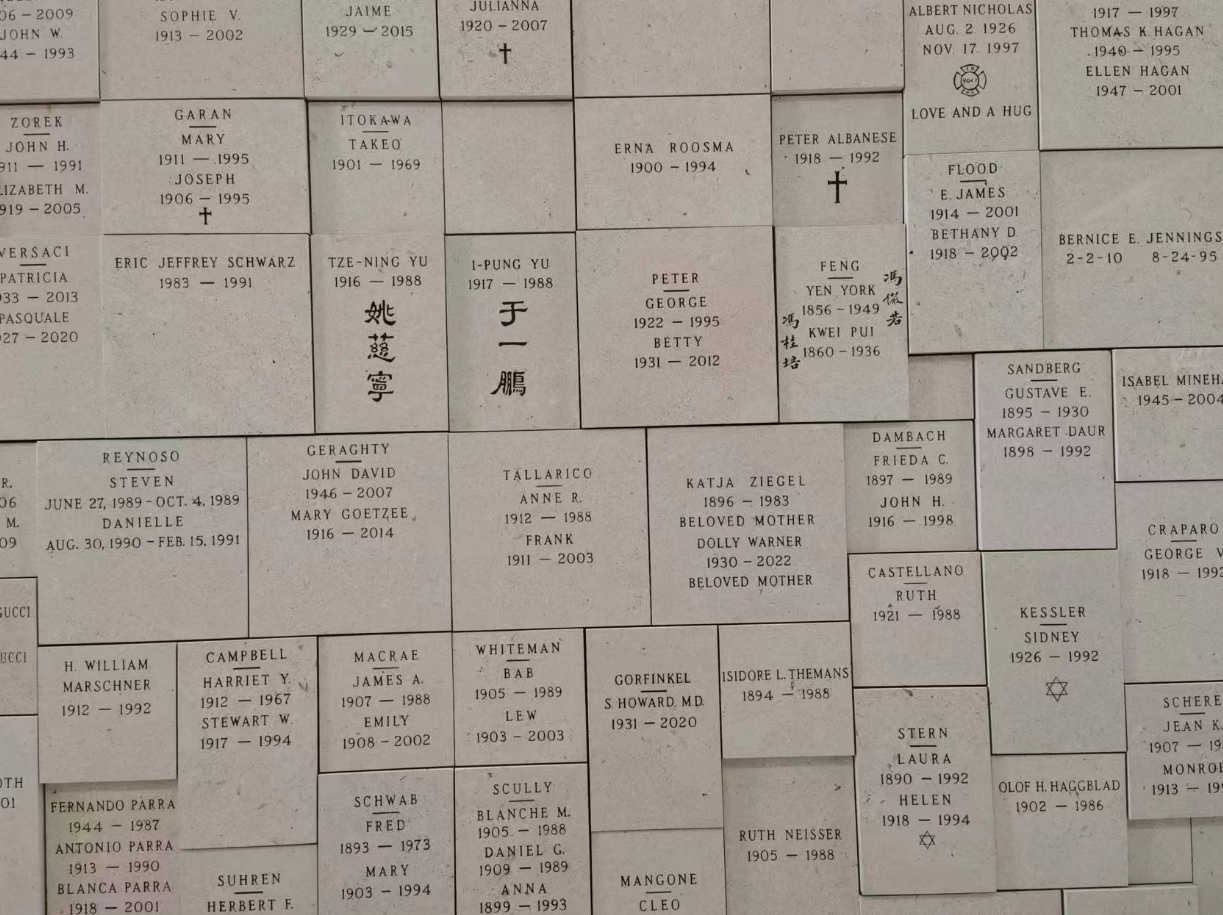 06 – 2009
JOHN W.
44 – 1993
SOPHIE V.
1913 – 2002
JAIME
1929 – 2015
JULIANNA
1920 – 2007
ALBERT NICHOLAS
AUG. 2. 1926
NOV. 17. 1997
LOVE AND A HUG
1917 – 1997
THOMAS K. HAGAN
1940 – 1995
ELLEN HAGAN
1947 – 2001
ZOREK
JOHN H.
911 – 1991
LIZABETH M.
919 – 2005
GARAN
MARY
1911 – 1995
JOSEPH
1906 – 1995
ITOKAWA
TAKEO
1901 – 1969
ERNA ROOSMA
1900 – 1994
PETER ALBANESE
1918 – 1992
FLOOD
E. JAMES
1914 – 2001
BETHANY D.
1918 – 2002
BERNICE E. JENNINGS
2-2-10 8-24-95
VERSACI
PATRICIA
933 – 2013
PASQUALE
927 – 2020
ERIC JEFFREY SCHWARZ
1983 – 1991
TZE-NING YU
1916 – 1988
姚
慈
寧
I-PUNG YU
1917 – 1988
于
一
鵬
PETER
GEORGE
1922 – 1995
BETTY
1931 – 2012
FENG
YEN YORK
1856 – 1949
KWEI PUI
1860 – 1936
馮
若
馮
桂
培
SANDBERG
GUSTAVE E.
1895 – 1930
MARGARET DAUR
1898 – 1992
ISABEL MINEHA
1945 – 2004
R.
06
M.
09
REYNOSO
STEVEN
JUNE 27, 1989 – OCT. 4, 1989
DANIELLE
AUG. 30, 1990 – FEB. 15, 1991
GERAGHTY
JOHN DAVID
1946 – 2007
MARY GOETZEE
1916 – 2014
TALLARICO
ANNE R.
1912 – 1988
FRANK
1911 – 2003
KATJA ZIEGEL
1896 – 1983
BELOVED MOTHER
DOLLY WARNER
1930 – 2022
BELOVED MOTHER
DAMBACH
FRIEDA C.
1897 – 1989
JOHN H.
1916 – 1998
CRAPARO
GEORGE V
1918 – 1992
CASTELLANO
RUTH
1921 – 1988
KESSLER
SIDNEY
1926 – 1992
GUCCI
UCCI
H. WILLIAM
MARSCHNER
1912 – 1992
CAMPBELL
HARRIET Y.
1912 – 1967
STEWART W.
1917 – 1994
MACRAE
JAMES A.
1907 – 1988
EMILY
1908 – 2002
WHITEMAN
BAB
1905 – 1989
LEW
1903 – 2003
GORFINKEL
S. HOWARD. M.D.
1931 – 2020
ISIDORE L. THEMANS
1894 – 1988
STERN
LAURA
1890 – 1992
HELEN
1918 – 1994
SCHERE
JEAN K.
1907 – 19
MONROE
1913 – 199
OTH
01
FERNANDO PARRA
1944 – 1987
ANTONIO PARRA
1913 – 1990
BLANCA PARRA
1918 – 2001
SUHREN
HERBERT F.
SCHWAB
FRED
1893 – 1973
MARY
1903 – 1994
SCULLY
BLANCHE M.
1905 – 1988
DANIEL G.
1909 – 1989
ANNA
1899 – 1993
MANGONE
CLEO
RUTH NEISSER
1905 – 1988
OLOF H. HAGGBLAD
1902 – 1986